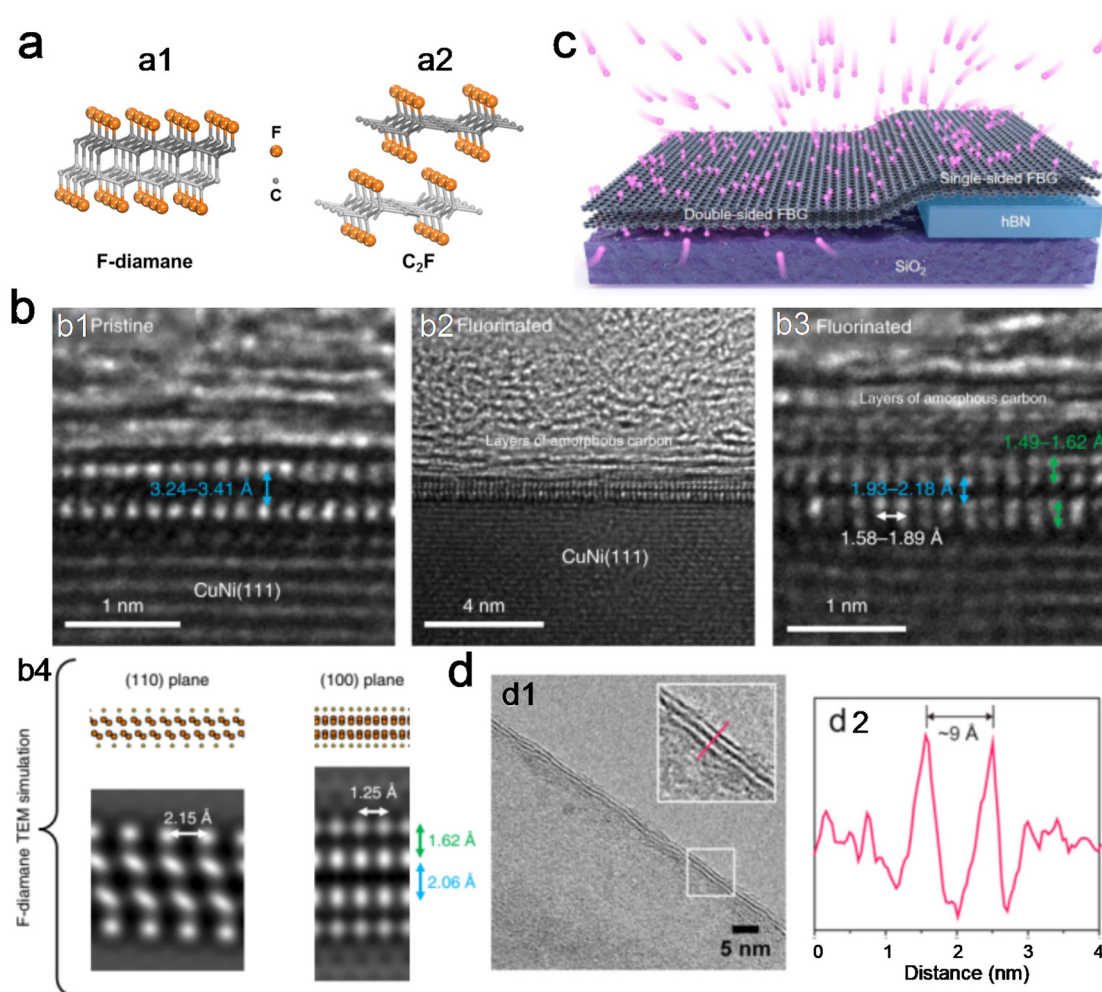 a
a1
a2
F
C
F-diamane
C₂F
c
Single-sided FBG
Double-sided FBG
hBN
SiO₂
b
b1 Pristine
3.24–3.41 Å
CuNi(111)
1 nm
b2 Fluorinated
Layers of amorphous carbon
CuNi(111)
4 nm
b3 Fluorinated
Layers of amorphous carbon
1.49–1.62 Å
1.93–2.18 Å
1.58–1.89 Å
1 nm
b4
F-diamane TEM simulation
(110) plane
2.15 Å
(100) plane
1.25 Å
1.62 Å
2.06 Å
d
d1
5 nm
d2
~9 Å
0 1 2 3 4
Distance (nm)